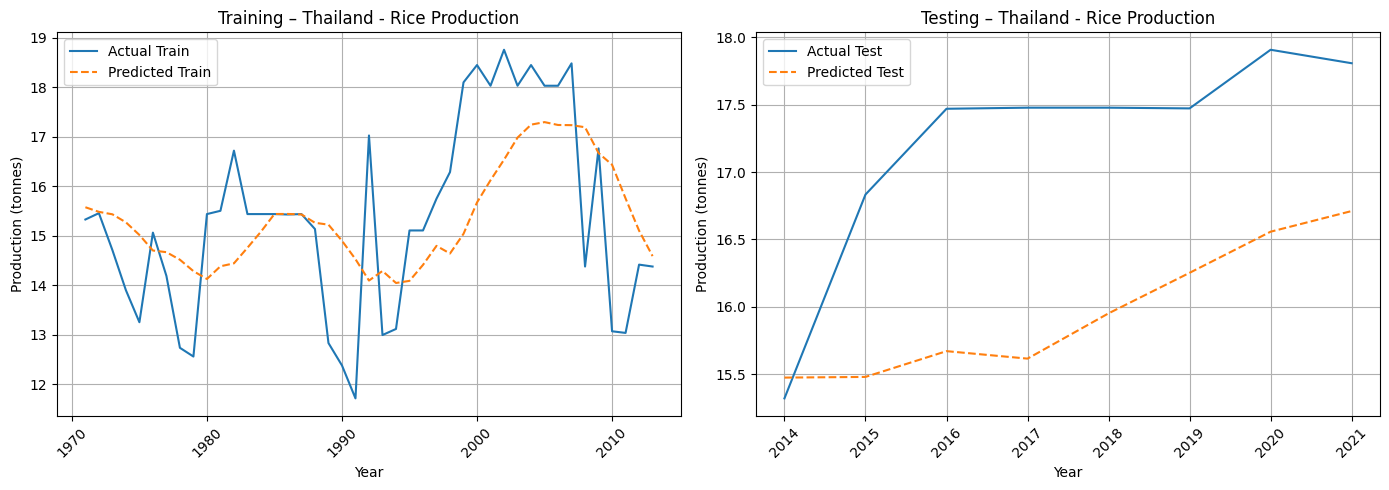 Training – Thailand - Rice Production
Actual Train
Predicted Train
Production (tonnes)
19
18
17
16
15
14
13
12
1970
1980
1990
2000
2010
Year
Testing – Thailand - Rice Production
Actual Test
Predicted Test
Production (tonnes)
18.0
17.5
17.0
16.5
16.0
15.5
2014
2015
2016
2017
2018
2019
2020
2021
Year